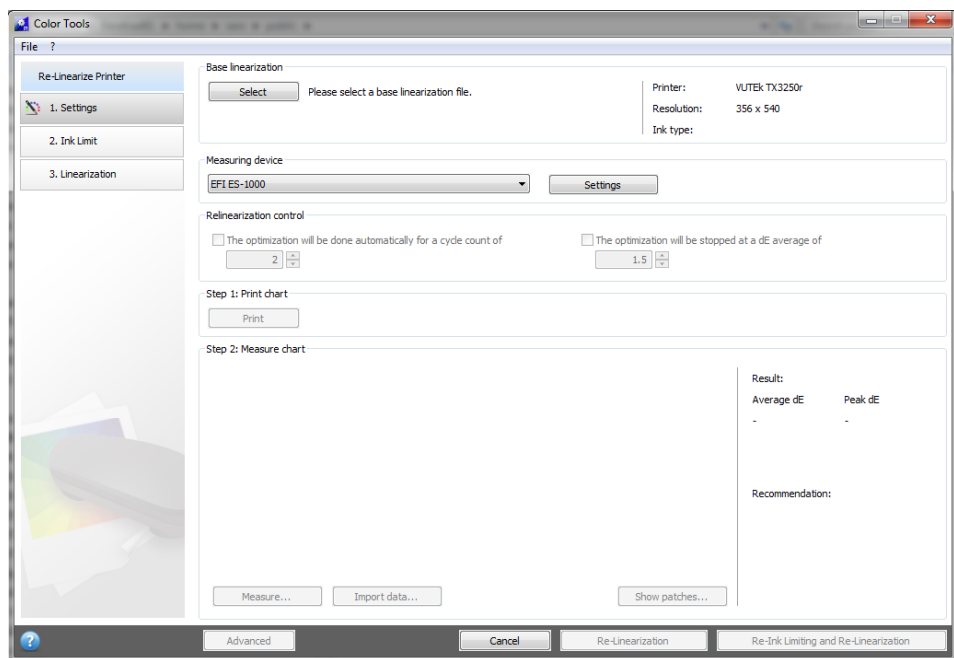 Color Tools
File ?
Re-Linearize Printer
1. Settings
2. Ink Limit
3. Linearization
Base linearization
Select Please select a base linearization file.
Printer: VUTEk TX3250r
Resolution: 356 x 540
Ink type:
Measuring device
EFI ES-1000 Settings
Relinearization control
The optimization will be done automatically for a cycle count of
2
The optimization will be stopped at a dE average of
1.5
Step 1: Print chart
Print
Step 2: Measure chart
Result:
Average dE Peak dE
- -
Recommendation:
Measure... Import data... Show patches...
? Advanced Cancel Re-Linearization Re-Ink Limiting and Re-Linearization